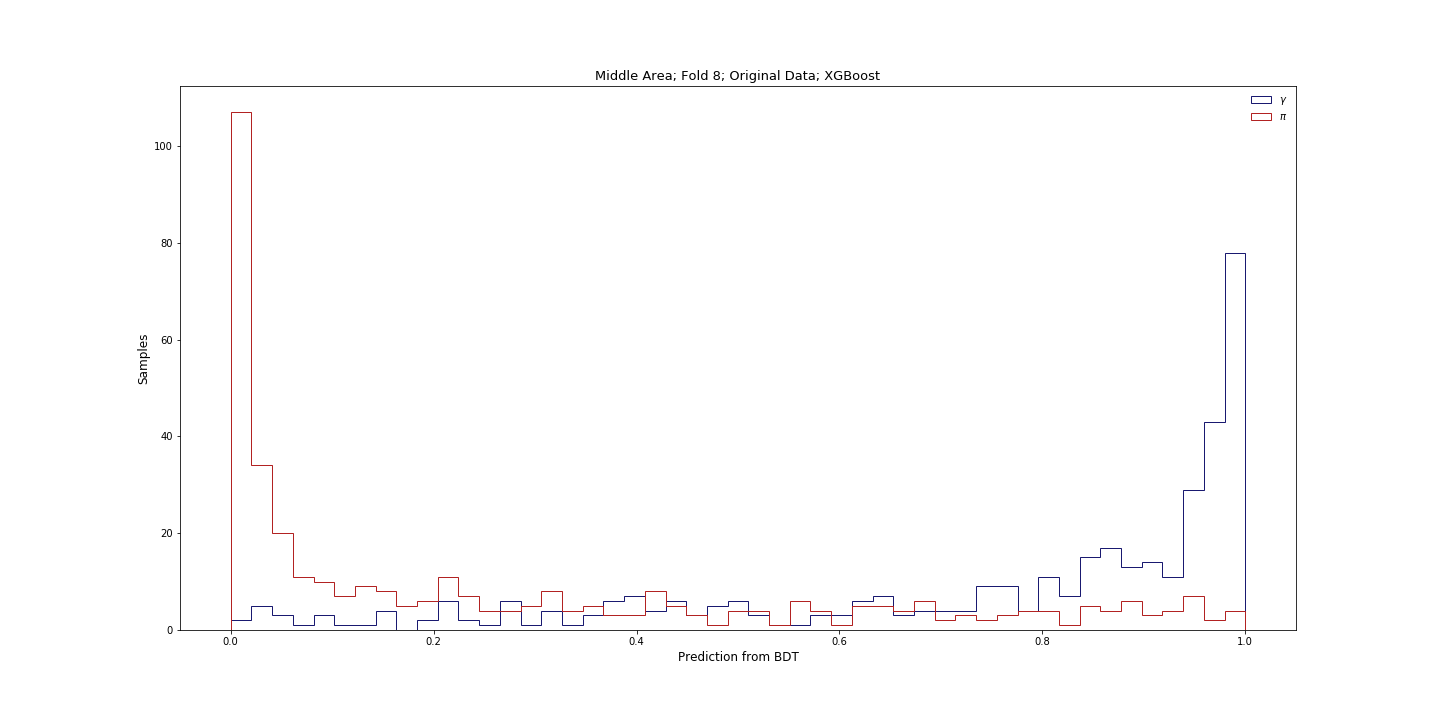 Middle Area; Fold 8; Original Data; XGBoost
γ
π
100
80
60
40
20
0
Samples
0.0 0.2 0.4 0.6 0.8 1.0
Prediction from BDT